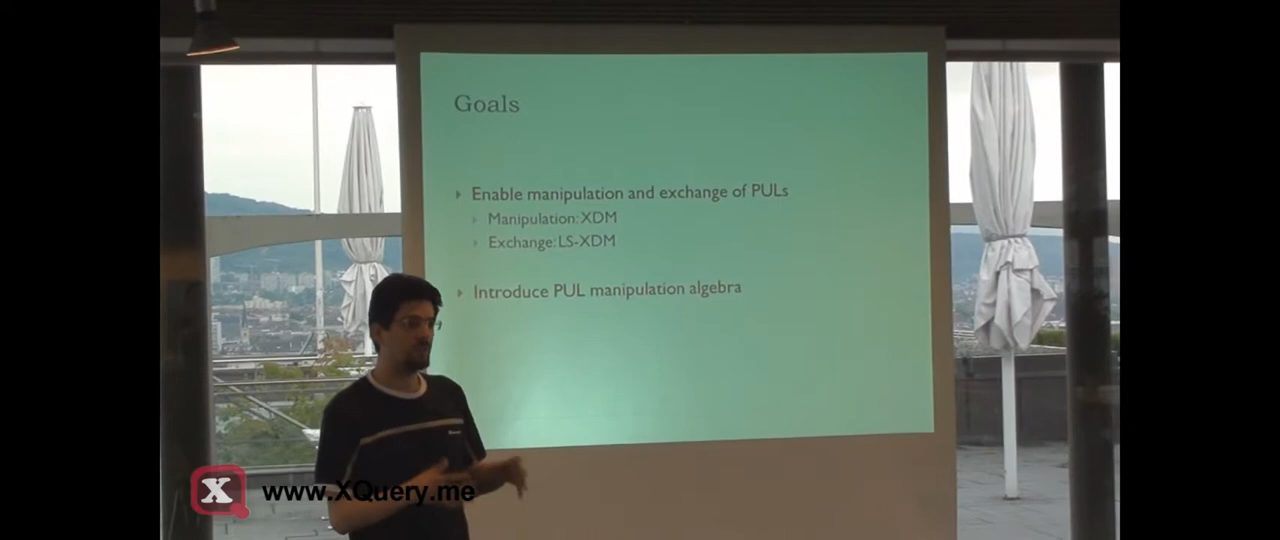 Goals
Enable manipulation and exchange of PULs
Manipulation: XDM
Exchange: LS-XDM
Introduce PUL manipulation algebra
X
www.XQuery.me